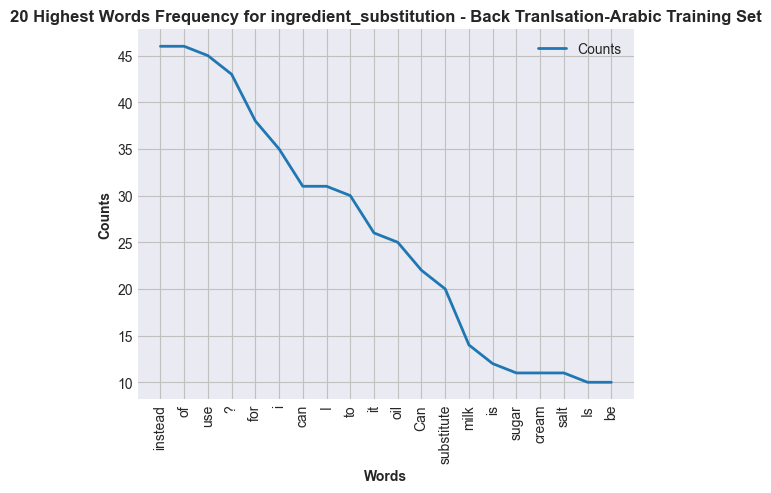 20 Highest Words Frequency for ingredient_substitution - Back Tranlsation-Arabic Training Set
Counts
45
40
35
30
25
20
15
10
Counts
instead
of
use
?
for
i
can
I
to
it
oil
Can
substitute
milk
is
sugar
cream
salt
Is
be
Words